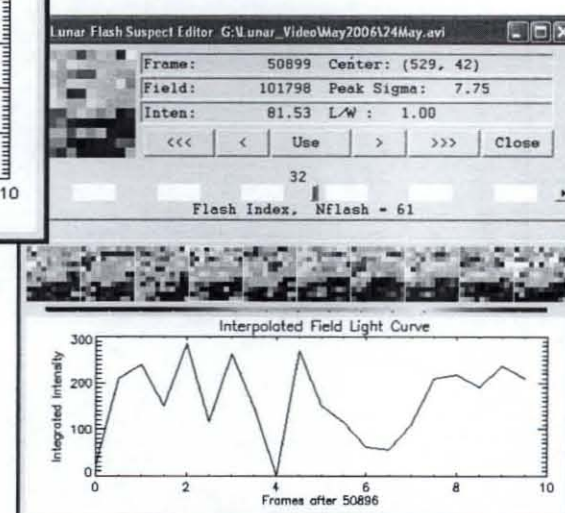 Lunar Flash Suspect Editor G:\Lunar_Video\May2006\24May.avi
Frame: 50899 Center: (529, 42)
Field: 101798 Peak Sigma: 7.75
Inten: 81.53 L/W : 1.00
<<< < Use > >>> Close
10
32
Flash Index, Nflash = 61
Interpolated Field Light Curve
Integrated Intensity
300
200
100
0
0 2 4 6 8 10
Frames after 50896